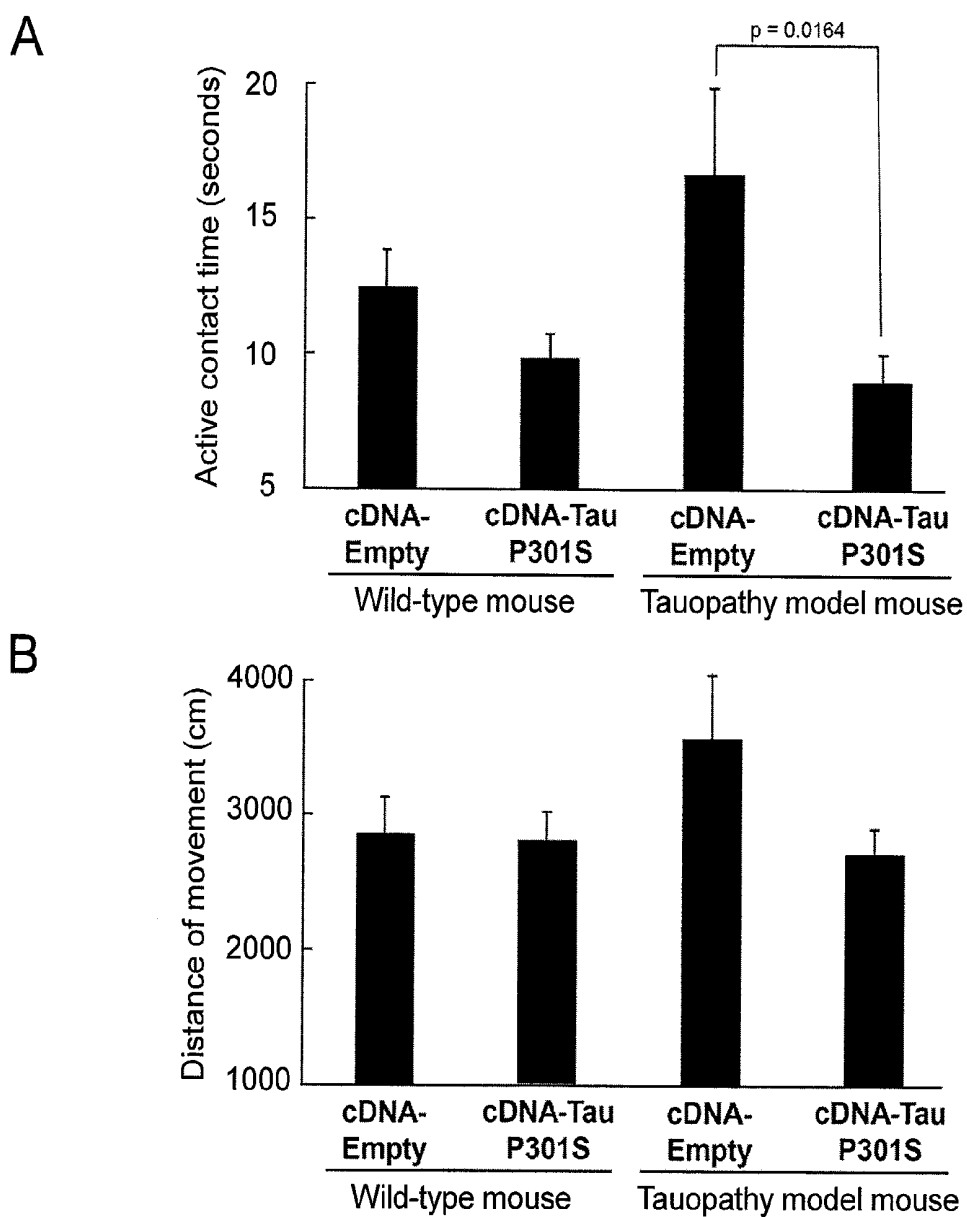 A
p = 0.0164
Active contact time (seconds)
20
15
10
5
cDNA-
Empty
cDNA-Tau
P301S
cDNA-
Empty
cDNA-Tau
P301S
Wild-type mouse
Tauopathy model mouse
B
Distance of movement (cm)
4000
3000
2000
1000
cDNA-
Empty
cDNA-Tau
P301S
cDNA-
Empty
cDNA-Tau
P301S
Wild-type mouse
Tauopathy model mouse